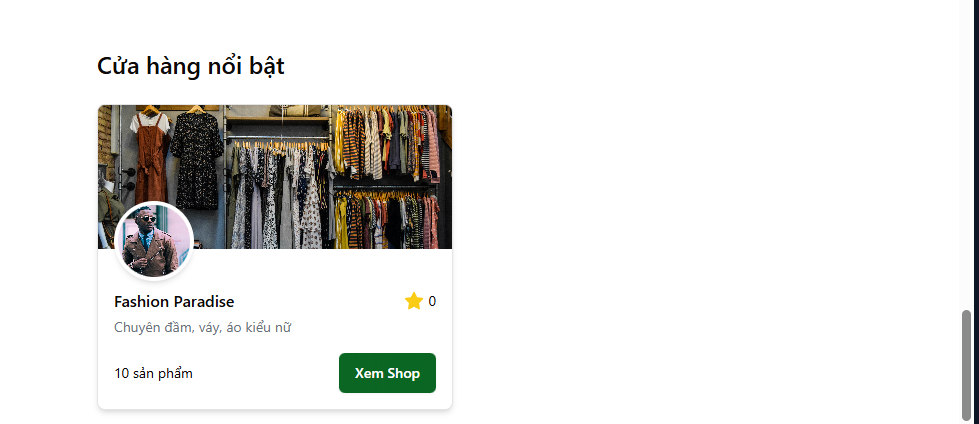 Cửa hàng nổi bật
Fashion Paradise
0
Chuyên đầm, váy, áo kiểu nữ
10 sản phẩm
Xem Shop